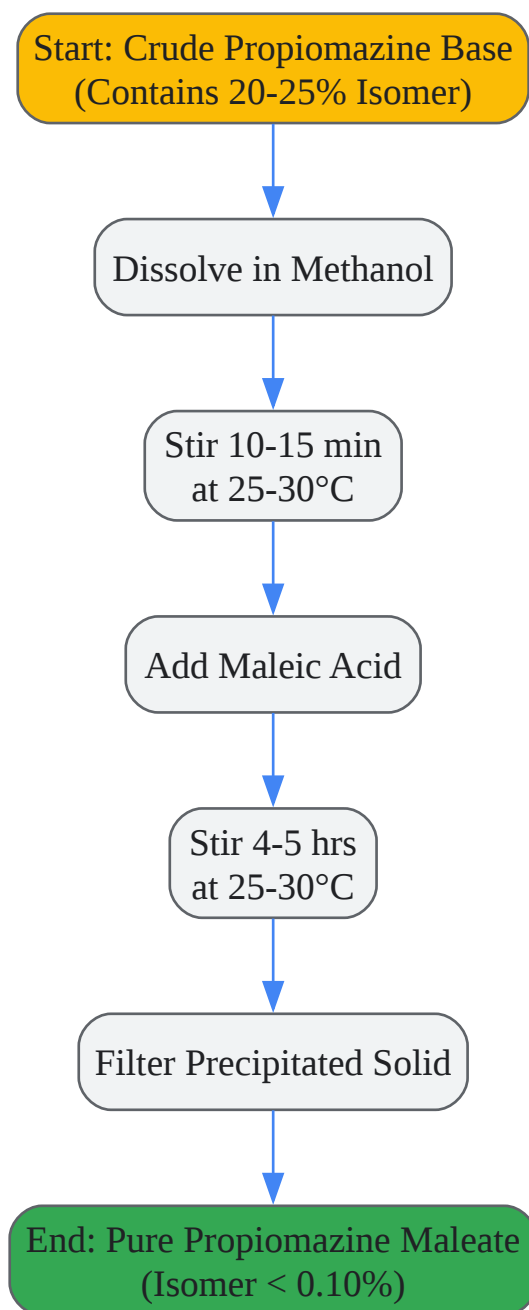 Start: Crude Propiomazine Base
(Contains 20-25% Isomer)
Dissolve in Methanol
Stir 10-15 min
at 25-30°C
Add Maleic Acid
Stir 4-5 hrs
at 25-30°C
Filter Precipitated Solid
End: Pure Propiomazine Maleate
(Isomer < 0.10%)